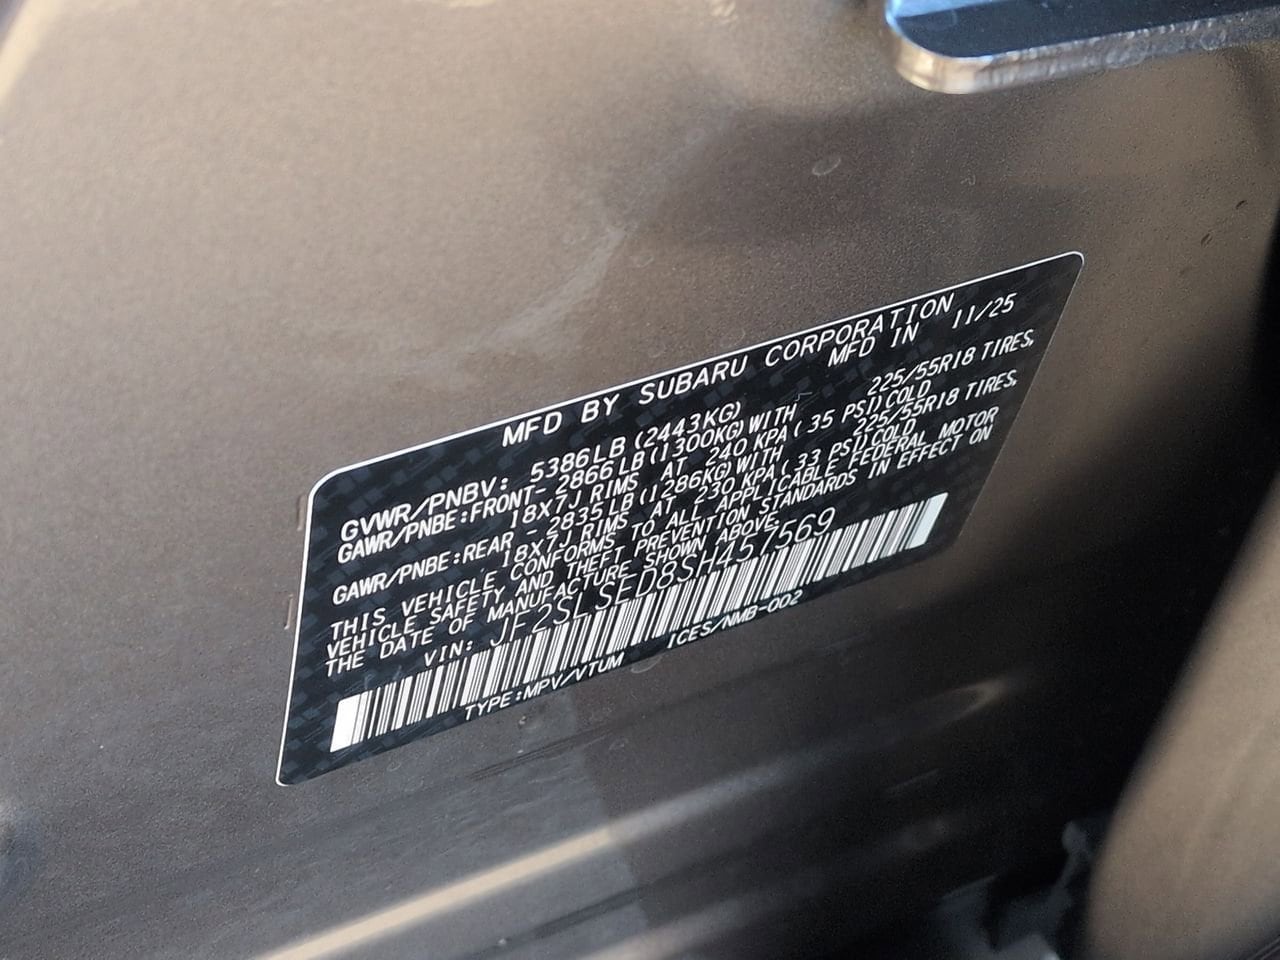 MFD BY SUBARU CORPORATION
MFD IN 11/25
GVWR/PNBV: 5386LB(2443KG)
GAWR/PNBE:FRONT-2866LB(1300KG)WITH 225/55R18 TIRES,
18X7J RIMS AT 240 KPA(35 PSI)COLD
GAWR/PNBE:REAR -2835LB(1286KG)WITH 225/55R18 TIRES,
18X7J RIMS AT 230 KPA(33 PSI)COLD
THIS VEHICLE CONFORMS TO ALL APPLICABLE FEDERAL MOTOR
VEHICLE SAFETY AND THEFT PREVENTION STANDARDS IN EFFECT ON
THE DATE OF MANUFACTURE SHOWN ABOVE.
VIN: JF2SLSED8SH457569
TYPE:MPV/VTUM ICES/NMB-002